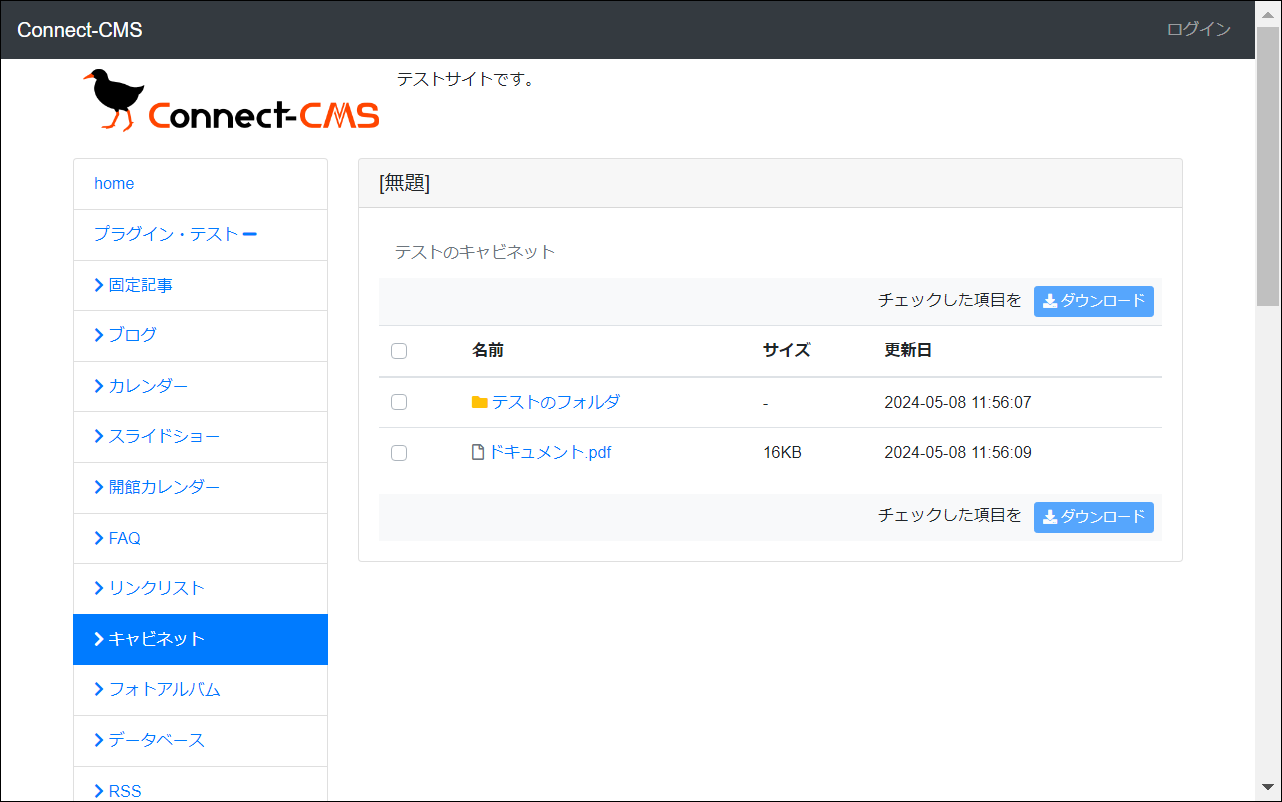 Connect-CMS
ログイン
Connect-CMS
テストサイトです。
home
プラグイン・テスト
固定記事
ブログ
カレンダー
スライドショー
開館カレンダー
FAQ
リンクリスト
キャビネット
フォトアルバム
データベース
RSS
[無題]
テストのキャビネット
チェックした項目を ダウンロード
名前 サイズ 更新日
テストのフォルダ - 2024-05-08 11:56:07
ドキュメント.pdf 16KB 2024-05-08 11:56:09
チェックした項目を ダウンロード